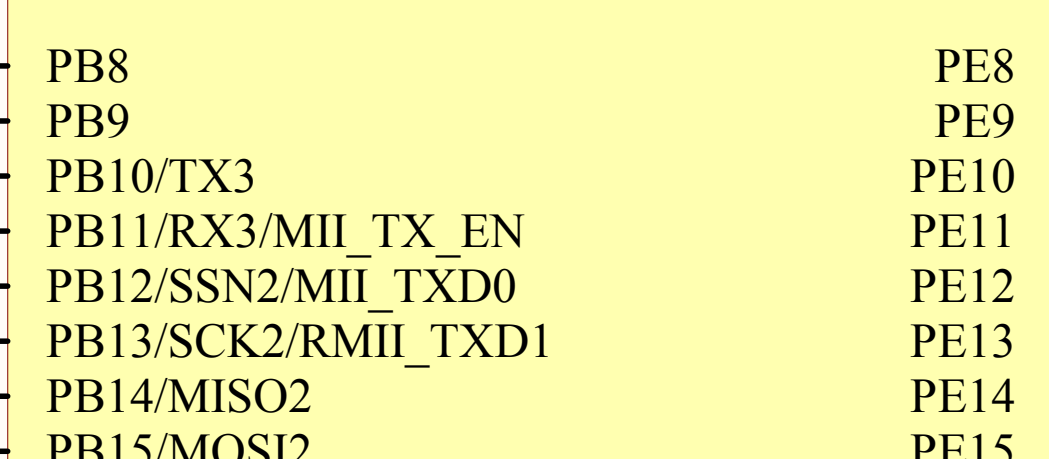 PB8 PE8
PB9 PE9
PB10/TX3 PE10
PB11/RX3/MII_TX_EN PE11
PB12/SSN2/MII_TXD0 PE12
PB13/SCK2/RMII_TXD1 PE13
PB14/MISO2 PE14
PB15/MOSI2 PE15